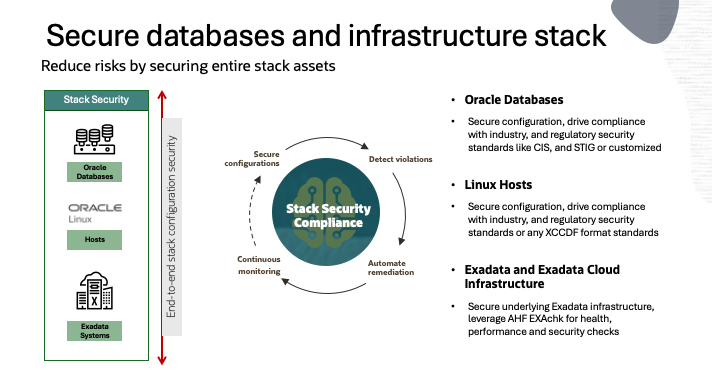 Secure databases and infrastructure stack
Reduce risks by securing entire stack assets
Stack Security
Oracle
Databases
ORACLE
Linux
Hosts
Exadata
Systems
End-to-end stack configuration security
Secure
configurations
Detect violations
Stack Security
Compliance
Continuous
monitoring
Automate
remediation
• Oracle Databases
• Secure configuration, drive compliance
with industry, and regulatory security
standards like CIS, and STIG or customized
• Linux Hosts
• Secure configuration, drive compliance
with industry, and regulatory security
standards or any XCCDF format standards
• Exadata and Exadata Cloud
Infrastructure
• Secure underlying Exadata infrastructure,
leverage AHF EXAchk for health,
performance and security checks